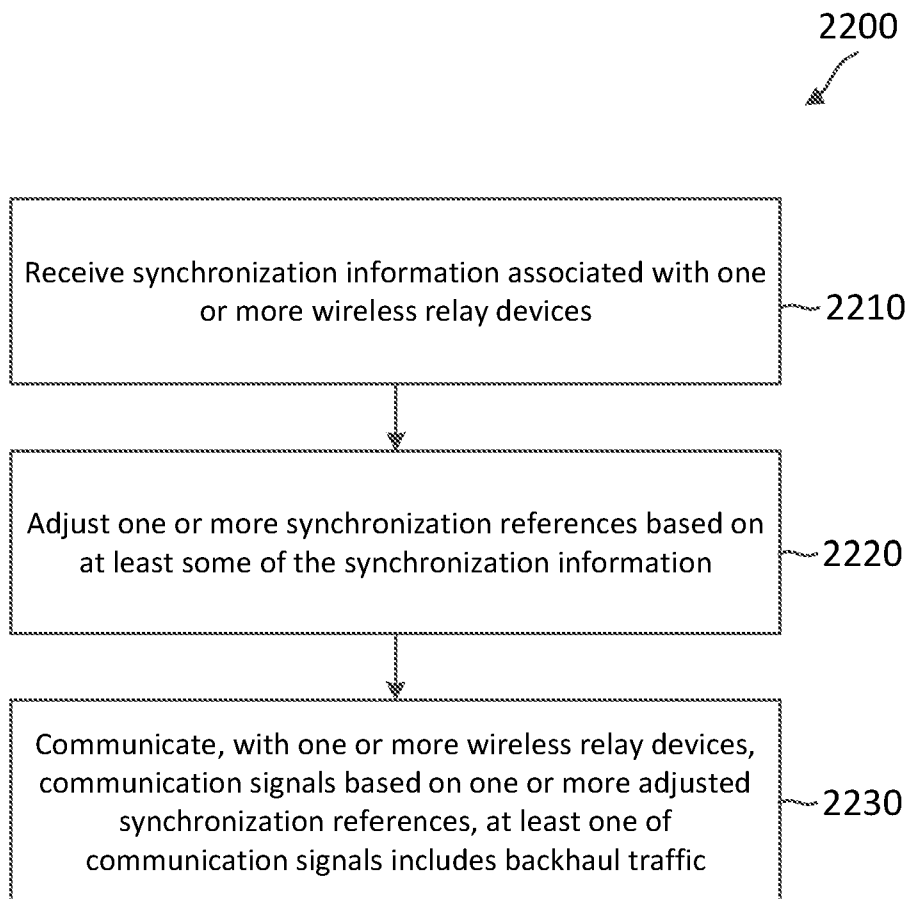 2200
Receive synchronization information associated with one
or more wireless relay devices
2210
Adjust one or more synchronization references based on
at least some of the synchronization information
2220
Communicate, with one or more wireless relay devices,
communication signals based on one or more adjusted
synchronization references, at least one of
communication signals includes backhaul traffic
2230